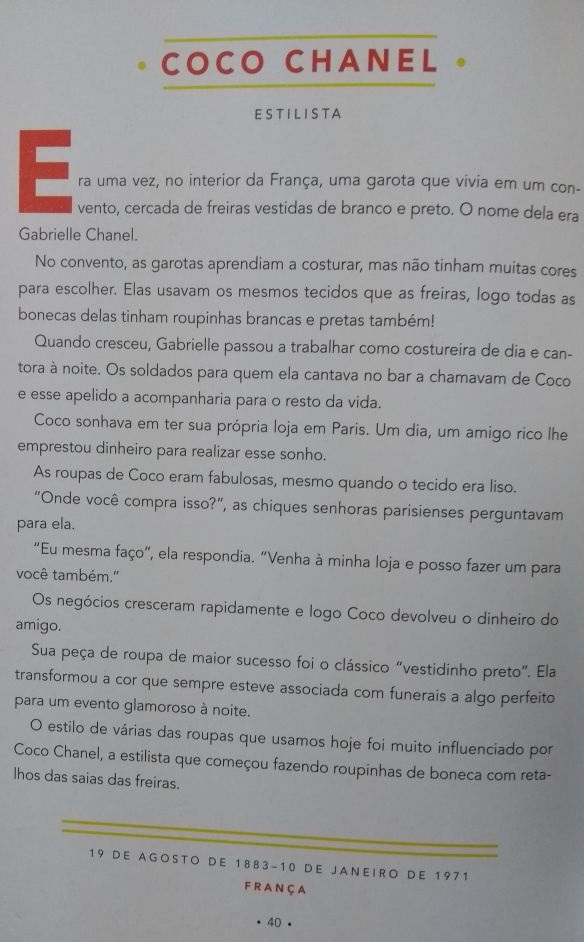 • COCO CHANEL •
ESTILISTA
Era uma vez, no interior da França, uma garota que vivia em um con-
vento, cercada de freiras vestidas de branco e preto. O nome dela era
Gabrielle Chanel.
No convento, as garotas aprendiam a costurar, mas não tinham muitas cores
para escolher. Elas usavam os mesmos tecidos que as freiras, logo todas as
bonecas delas tinham roupinhas brancas e pretas também!
Quando cresceu, Gabrielle passou a trabalhar como costureira de dia e can-
tora à noite. Os soldados para quem ela cantava no bar a chamavam de Coco
e esse apelido a acompanharia para o resto da vida.
Coco sonhava em ter sua própria loja em Paris. Um dia, um amigo rico lhe
emprestou dinheiro para realizar esse sonho.
As roupas de Coco eram fabulosas, mesmo quando o tecido era liso.
“Onde você compra isso?”, as chiques senhoras parisienses perguntavam
para ela.
“Eu mesma faço”, ela respondia. “Venha à minha loja e posso fazer um para
você também.”
Os negócios cresceram rapidamente e logo Coco devolveu o dinheiro do
amigo.
Sua peça de roupa de maior sucesso foi o clássico “vestidinho preto”. Ela
transformou a cor que sempre esteve associada com funerais a algo perfeito
para um evento glamoroso à noite.
O estilo de várias das roupas que usamos hoje foi muito influenciado por
Coco Chanel, a estilista que começou fazendo roupinhas de boneca com reta-
lhos das saias das freiras.
19 DE AGOSTO DE 1883–10 DE JANEIRO DE 1971
FRANÇA
• 40 •